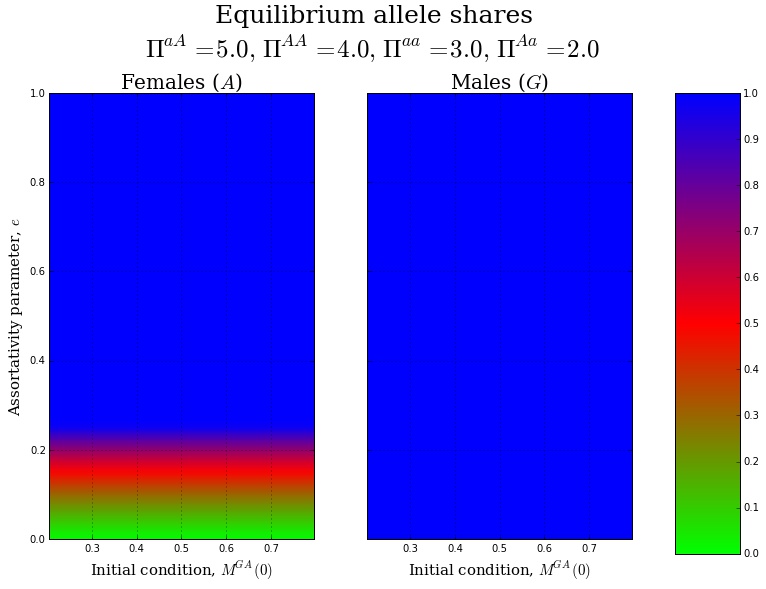 Equilibrium allele shares
Π^{aA} =5.0, Π^{AA} =4.0, Π^{aa} =3.0, Π^{Aa} =2.0
Females (A)
Males (G)
Assortativity parameter, e
1.0
0.8
0.6
0.4
0.2
0.0
0.3 0.4 0.5 0.6 0.7
Initial condition, M^{GA}(0)
0.3 0.4 0.5 0.6 0.7
Initial condition, M^{GA}(0)
1.0
0.9
0.8
0.7
0.6
0.5
0.4
0.3
0.2
0.1
0.0